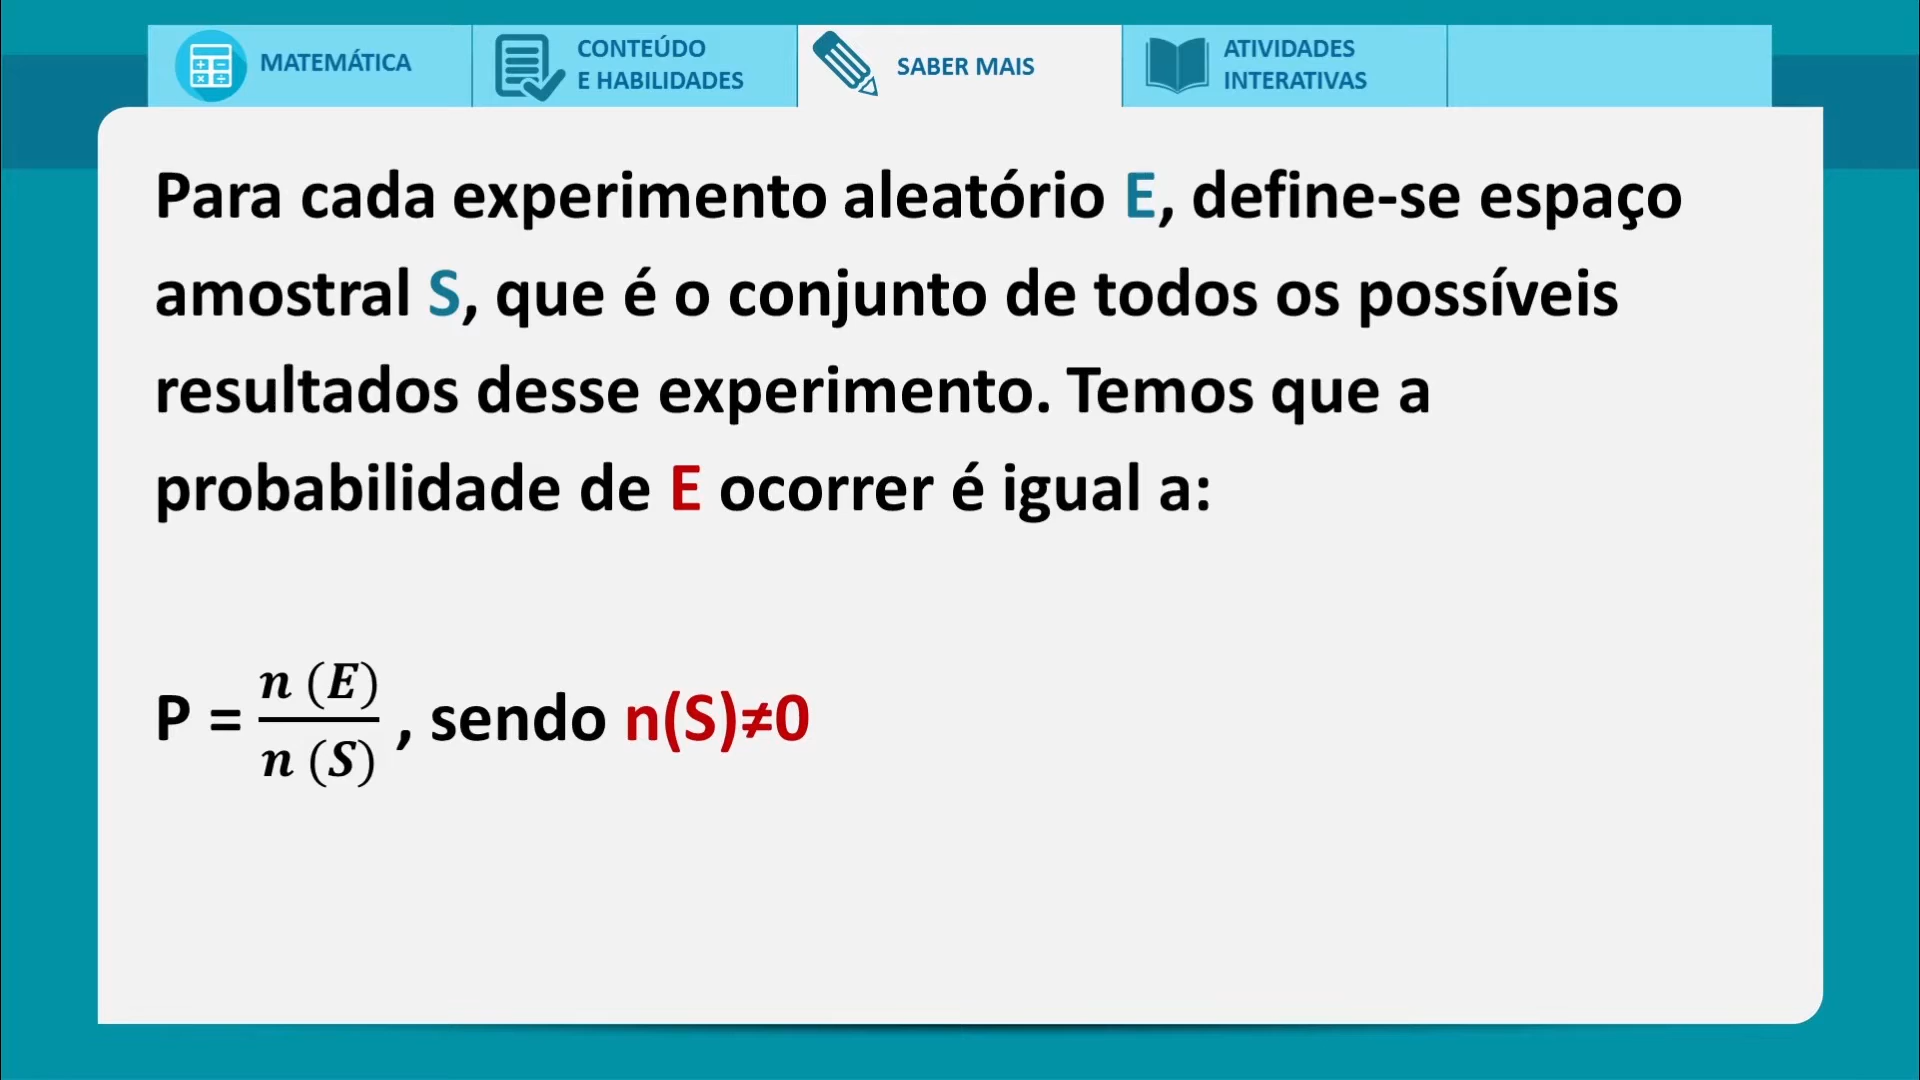 MATEMÁTICA
CONTEÚDO
E HABILIDADES
SABER MAIS
ATIVIDADES
INTERATIVAS
Para cada experimento aleatório E, define-se espaço
amostral S, que é o conjunto de todos os possíveis
resultados desse experimento. Temos que a
probabilidade de E ocorrer é igual a:
P = n (E) / n (S) , sendo n(S)≠0